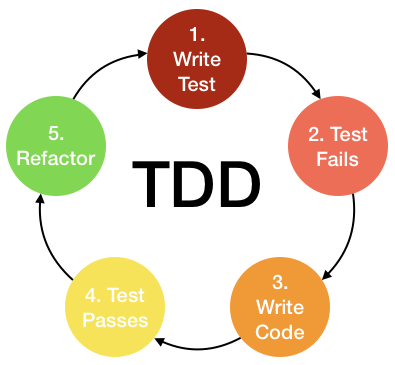 1.
Write
Test
2. Test
Fails
3.
Write
Code
4. Test
Passes
5.
Refactor
TDD